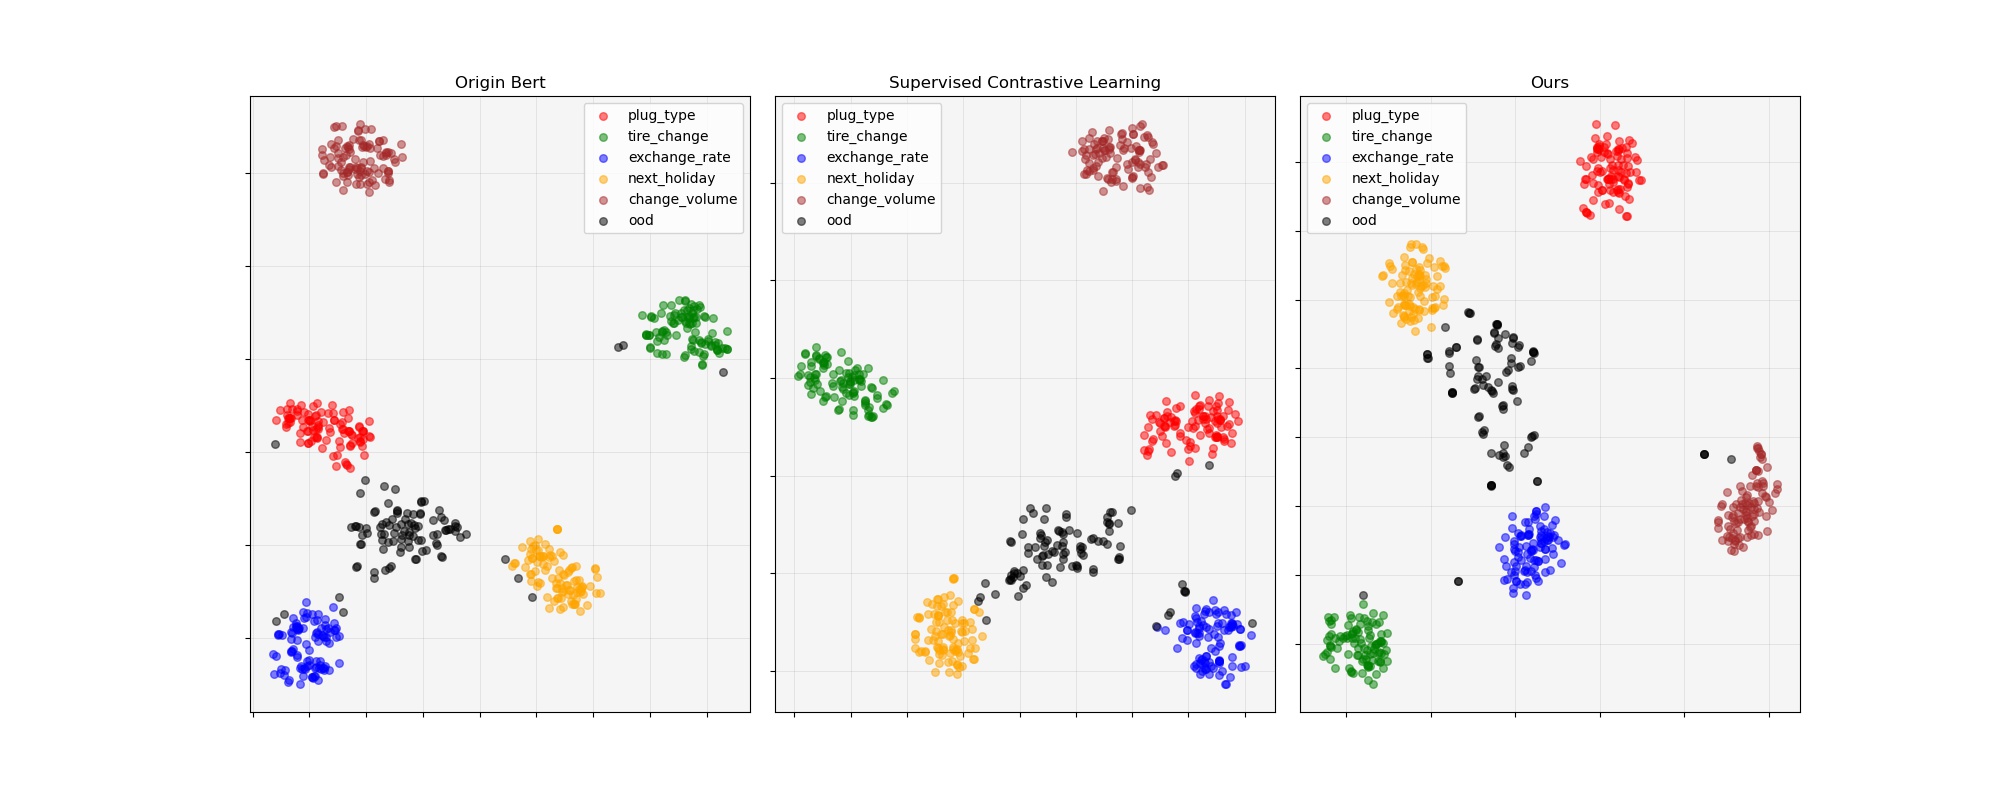 Origin Bert
plug_type
tire_change
exchange_rate
next_holiday
change_volume
ood
Supervised Contrastive Learning
plug_type
tire_change
exchange_rate
next_holiday
change_volume
ood
Ours
plug_type
tire_change
exchange_rate
next_holiday
change_volume
ood